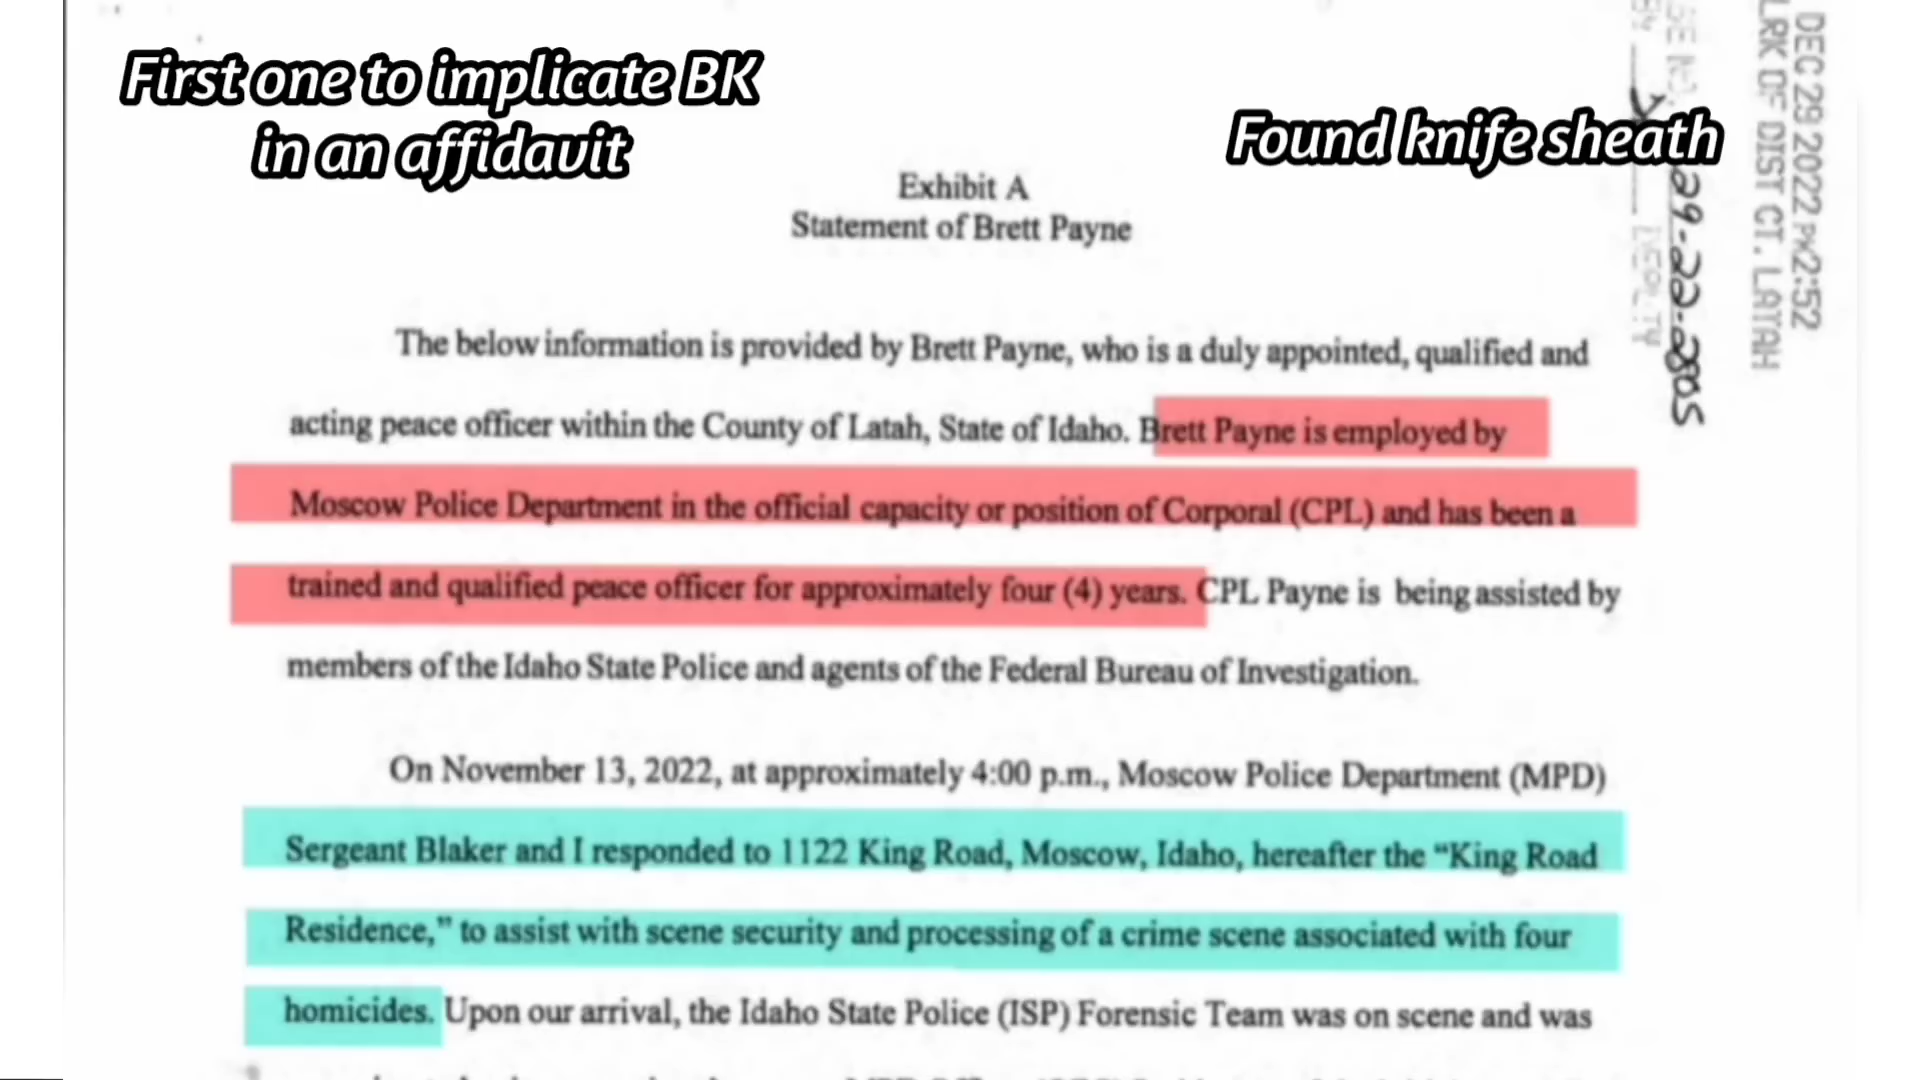 First one to implicate BK
in an affidavit
Found knife sheath
DEC 29 2022 PM2:52
CLRK OF DIST CT. LATAH
Exhibit A
Statement of Brett Payne
The below information is provided by Brett Payne, who is a duly appointed, qualified and
acting peace officer within the County of Latah, State of Idaho. Brett Payne is employed by
Moscow Police Department in the official capacity or position of Corporal (CPL) and has been a
trained and qualified peace officer for approximately four (4) years. CPL Payne is being assisted by
members of the Idaho State Police and agents of the Federal Bureau of Investigation.
On November 13, 2022, at approximately 4:00 p.m., Moscow Police Department (MPD)
Sergeant Blaker and I responded to 1122 King Road, Moscow, Idaho, hereafter the “King Road
Residence,” to assist with scene security and processing of a crime scene associated with four
homicides. Upon our arrival, the Idaho State Police (ISP) Forensic Team was on scene and was